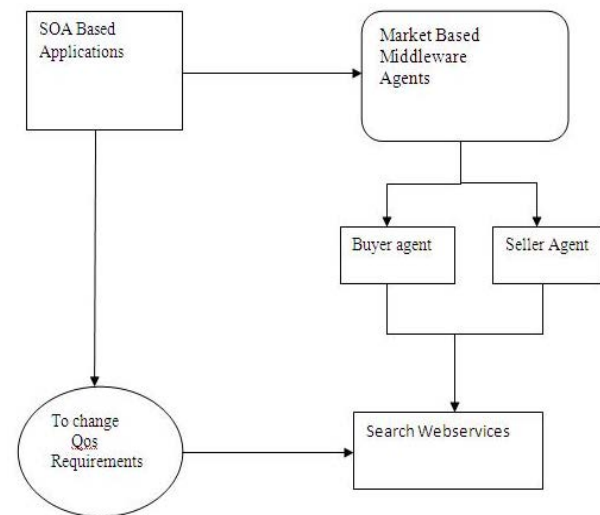 SOA Based
Applications
Market Based
Middleware
Agents
Buyer agent
Seller Agent
To change
Qos
Requirements
Search Webservices